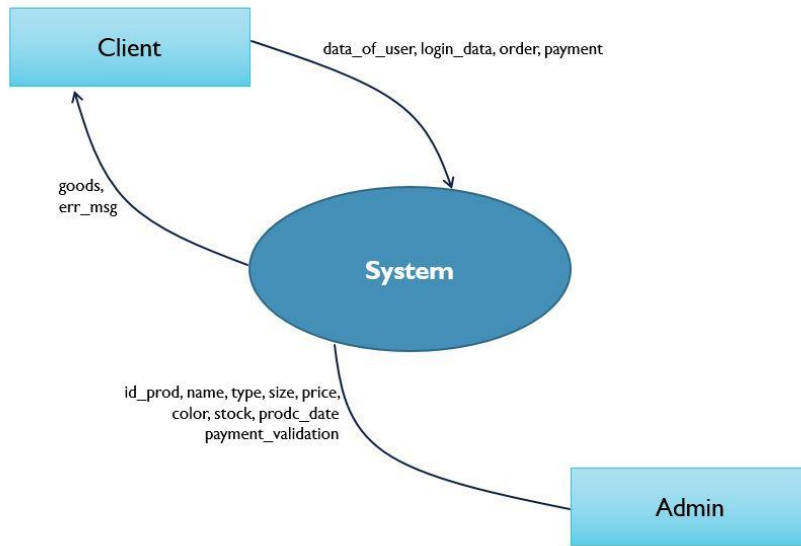 Client
data_of_user, login_data, order, payment
goods,
err_msg
System
id_prod, name, type, size, price,
color, stock, prodc_date
payment_validation
Admin